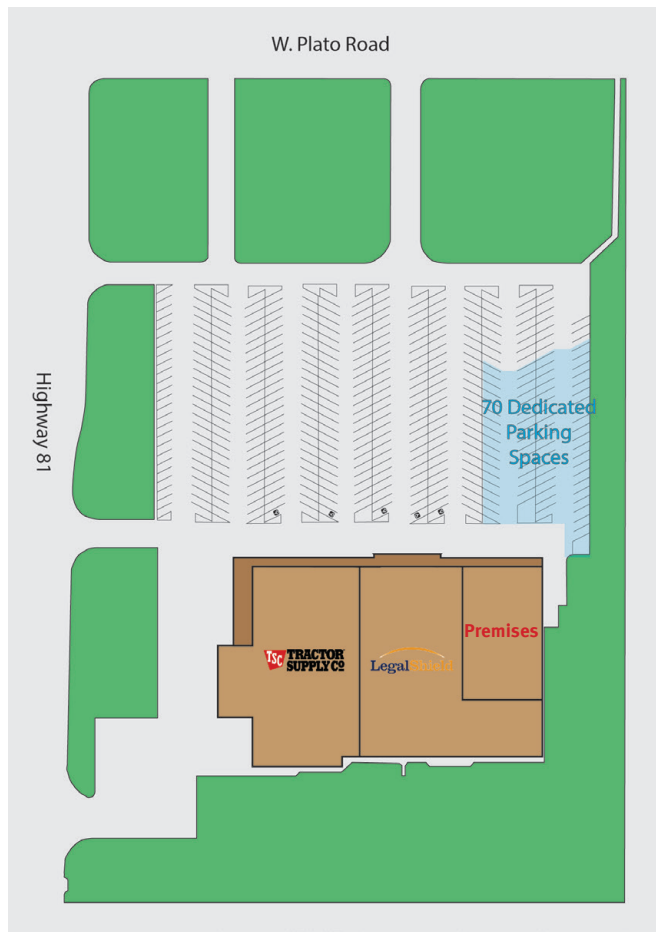 W. Plato Road
Highway 81
70 Dedicated
Parking
Spaces
Premises
TSC TRACTOR
SUPPLY CO
LegalShield